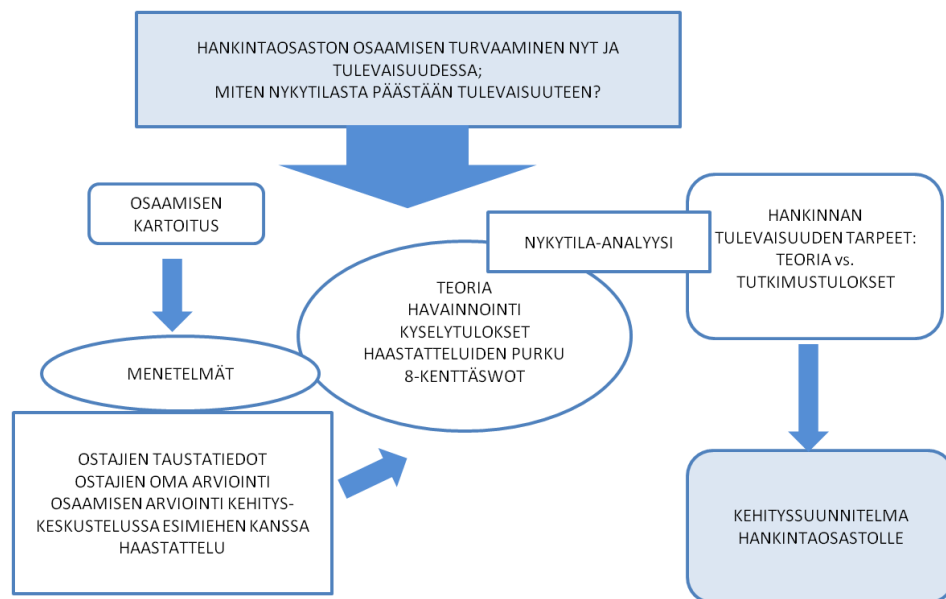 HANKINTAOSASTON OSAAMISEN TURVAAMINEN NYT JA
TULEVAISUUDESSA;
MITEN NYKYTILASTA PÄÄSTÄÄN TULEVAISUUTEEN?
OSAAMISEN
KARTOITUS
NYKYTILA-ANALYYSI
HANKINNAN
TULEVAISUUDEN TARPEET:
TEORIA vs.
TUTKIMUSTULOKSET
TEORIA
HAVAINNOINTI
KYSELYTULOKSET
HAASTATTELUIDEN PURKU
8-KENTTÄSWOT
MENETELMÄT
OSTAJIEN TAUSTATIEDOT
OSTAJIEN OMA ARVIOINTI
OSAAMISEN ARVIOINTI KEHITYS-
KESKUSTELUSSA ESIMIEHEN KANSSA
HAASTATTELU
KEHITYSSUUNNITELMA
HANKINTAOSASTOLLE